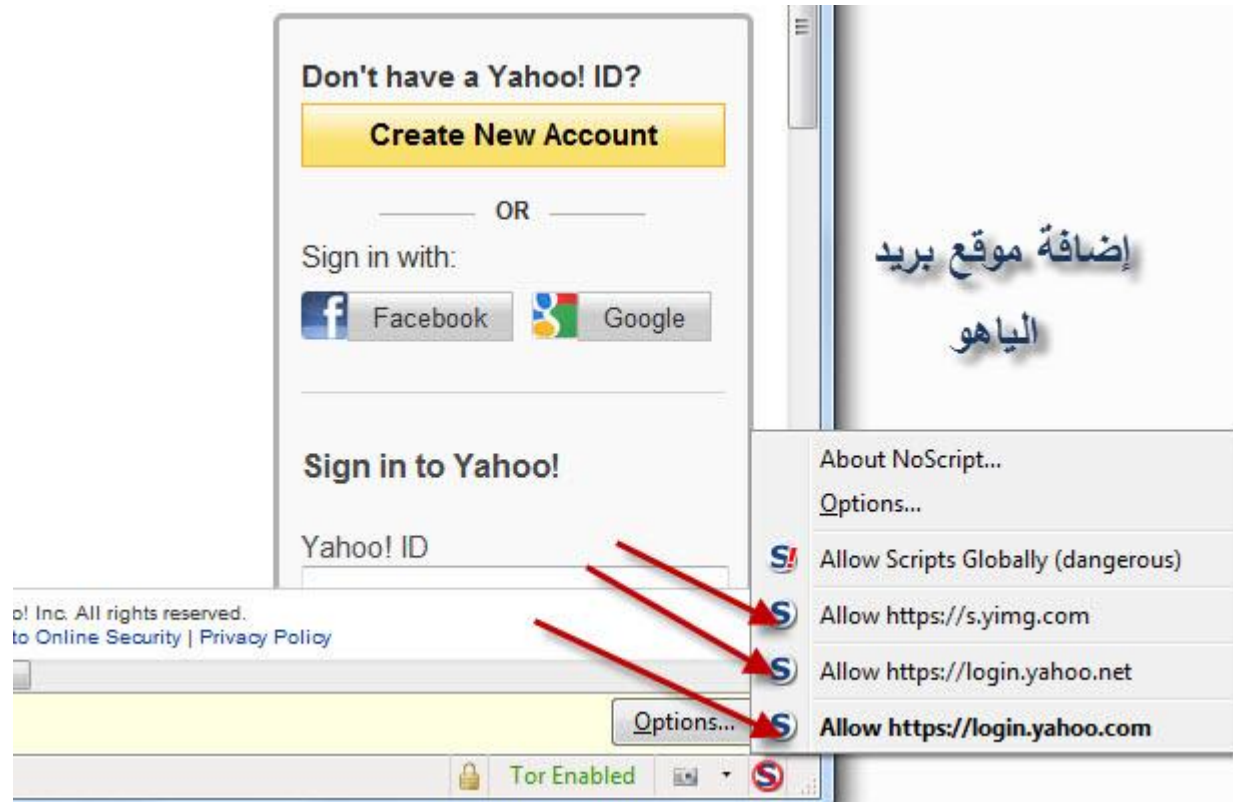 Don't have a Yahoo! ID?
Create New Account
OR
Sign in with:
Facebook Google
إضافة موقع بريد
الياهو
Sign in to Yahoo!
Yahoo! ID
About NoScript...
Options...
Allow Scripts Globally (dangerous)
Allow https://s.yimg.com
Allow https://login.yahoo.net
Allow https://login.yahoo.com
o! Inc. All rights reserved.
to Online Security | Privacy Policy
Options...
Tor Enabled